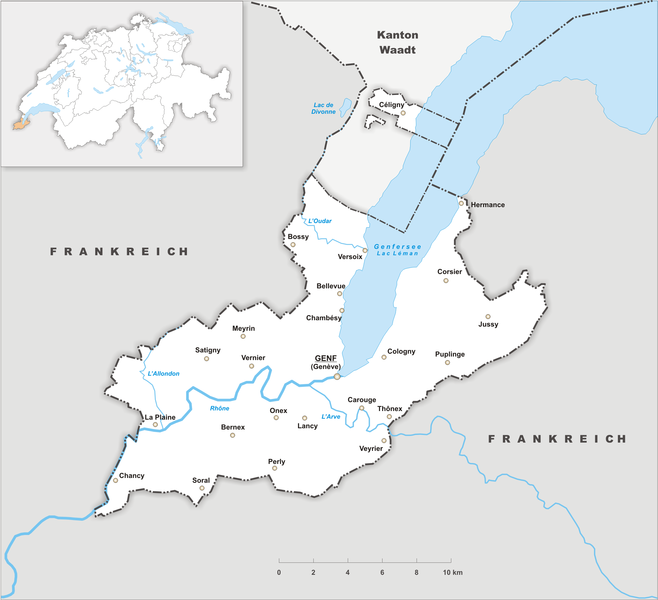 Kanton
Waadt
Lac de
Divonne
Céligny
Hermance
L'Oudar
Bossy
Genfersee
Lac Léman
FRANKREICH
Versoix
Corsier
Bellevue
Chambésy
Jussy
Meyrin
Satigny
Vernier
GENF
(Genève)
Cologny
Puplinge
L'Allondon
Rhône
Carouge
Thônex
La Plaine
Onex
Lancy
L'Arve
Bernex
Veyrier
FRANKREICH
Perly
Chancy
Soral
0 2 4 6 8 10 km